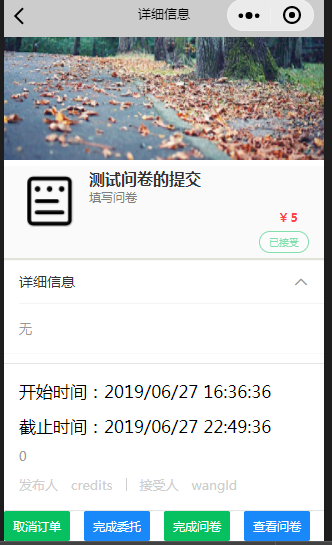 详细信息
测试问卷的提交
填写问卷
¥ 5
已接受
详细信息
无
开始时间：2019/06/27 16:36:36
截止时间：2019/06/27 22:49:36
0
发布人 credits | 接受人 wangld
取消订单 完成委托 完成问卷 查看问卷